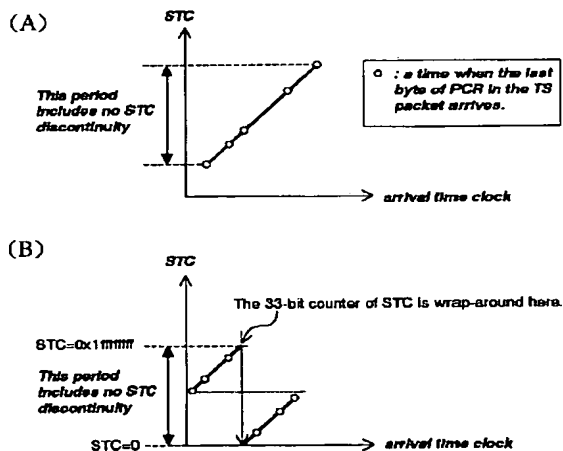 (A)
STC
This period
includes no STC
discontinuity
o : a time when the last
byte of PCR in the TS
packet arrives.
arrival time clock
(B)
STC
The 33-bit counter of STC is wrap-around here.
STC=0x1ffffffff
This period
includes no STC
discontinuity
STC=0
arrival time clock